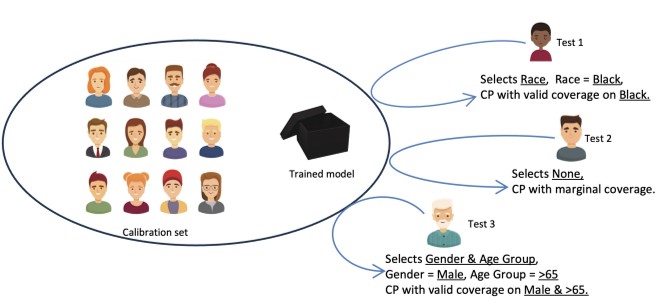 Test 1
Selects Race, Race = Black,
CP with valid coverage on Black.
Trained model
Test 2
Selects None,
CP with marginal coverage.
Calibration set
Test 3
Selects Gender & Age Group,
Gender = Male, Age Group = >65
CP with valid coverage on Male & >65.